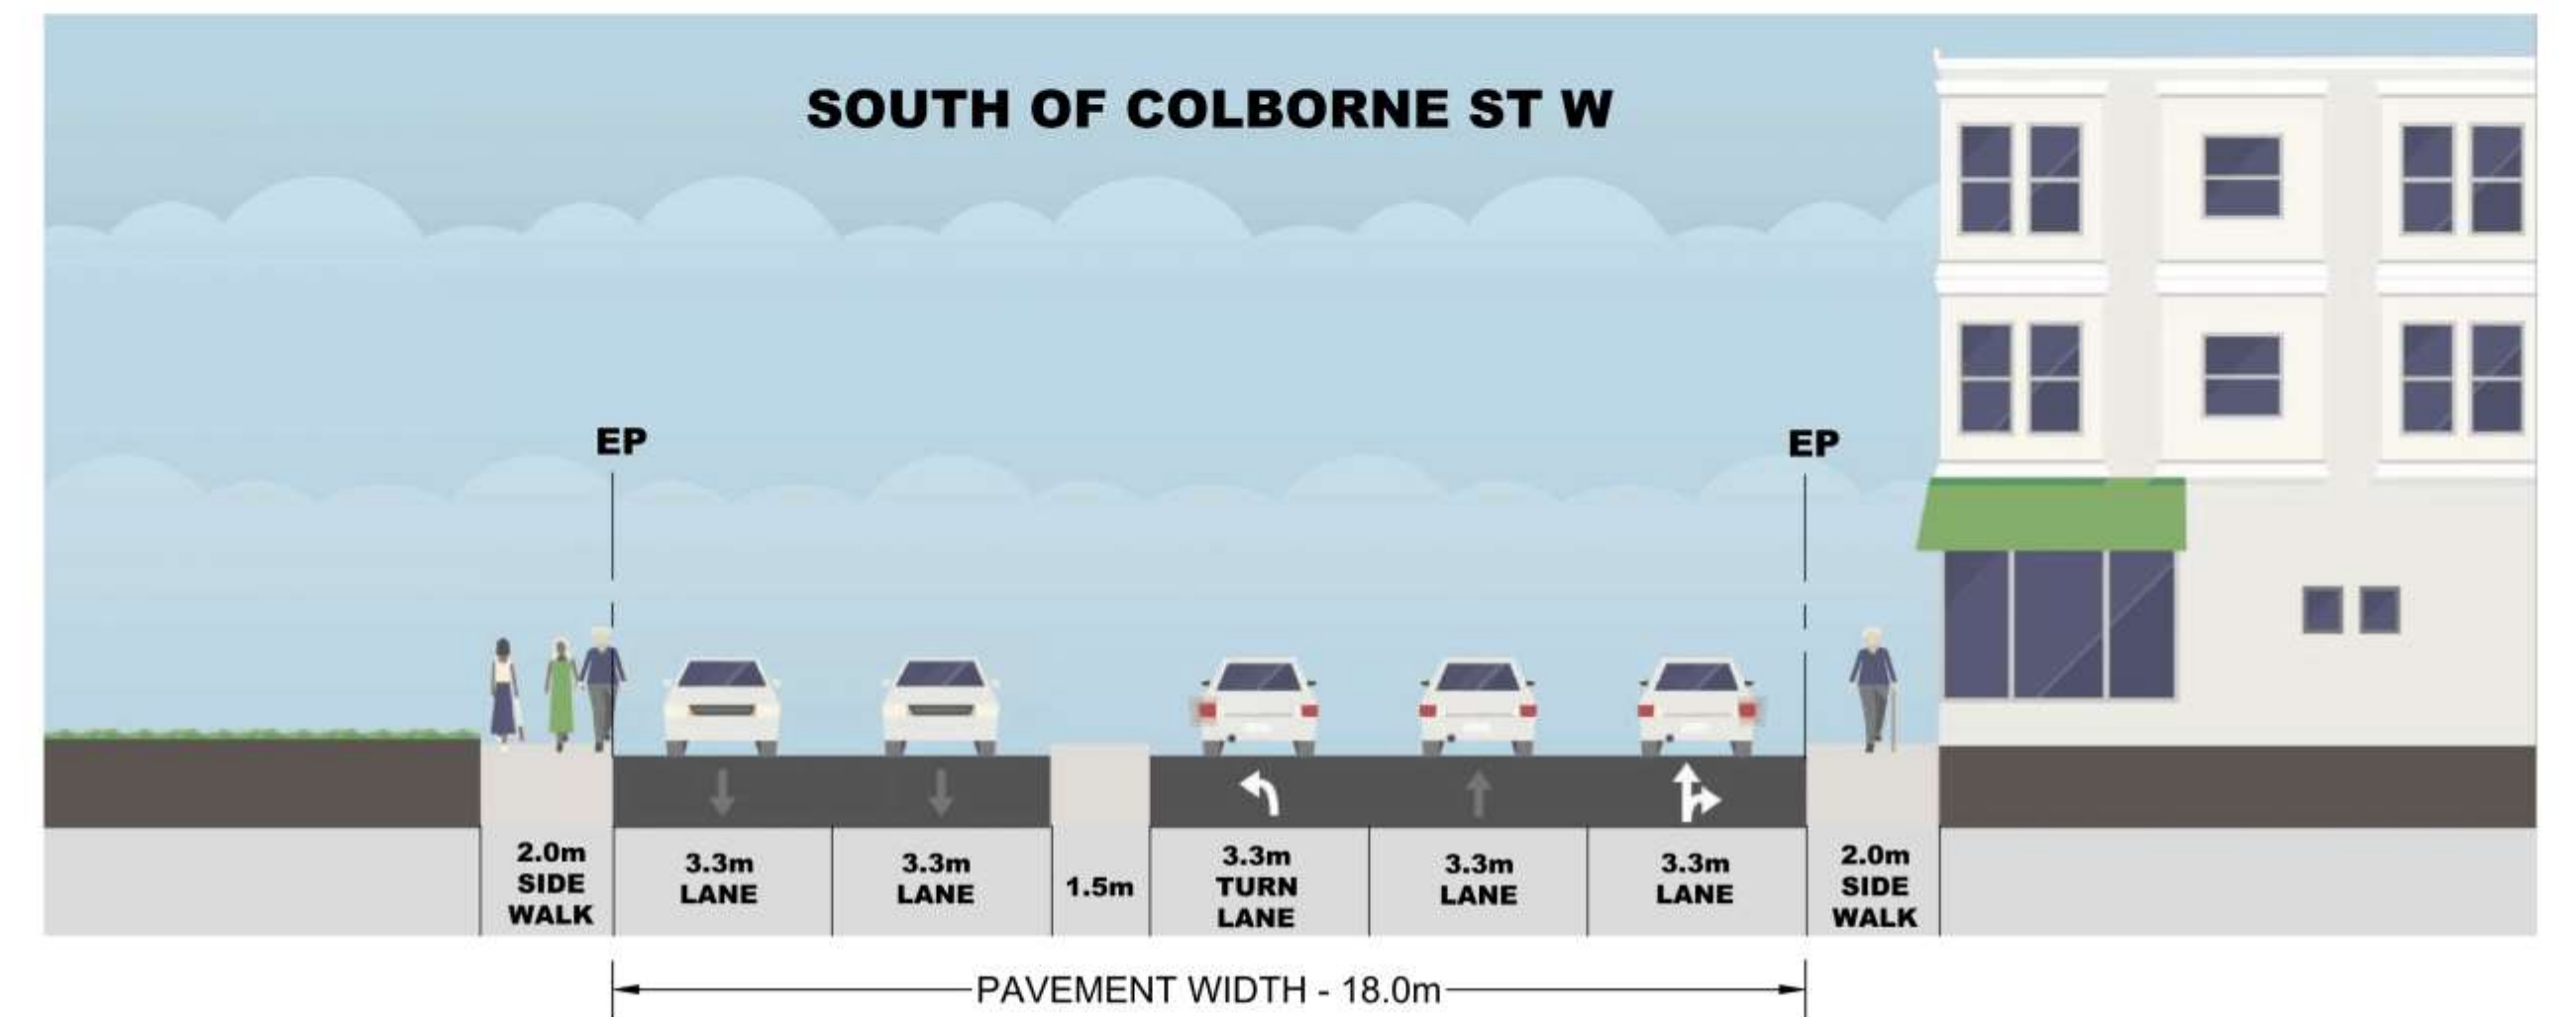 SOUTH OF COLBORNE ST W
EP
EP
2.0m
SIDE
WALK
3.3m
LANE
3.3m
LANE
1.5m
3.3m
TURN
LANE
3.3m
LANE
3.3m
LANE
2.0m
SIDE
WALK
PAVEMENT WIDTH - 18.0m